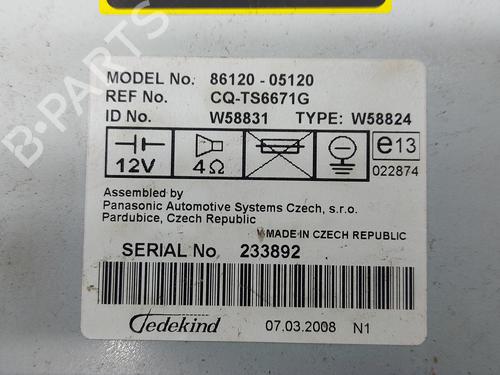 MODEL No. 86120 - 05120
REF No. CQ-TS6671G
ID No. W58831 TYPE: W58824
12V 4Ω e13
022874
Assembled by
Panasonic Automotive Systems Czech, s.r.o.
Pardubice, Czech Republic
MADE IN CZECH REPUBLIC
SERIAL No 233892
Tedekind 07.03.2008 N1
B-PARTS